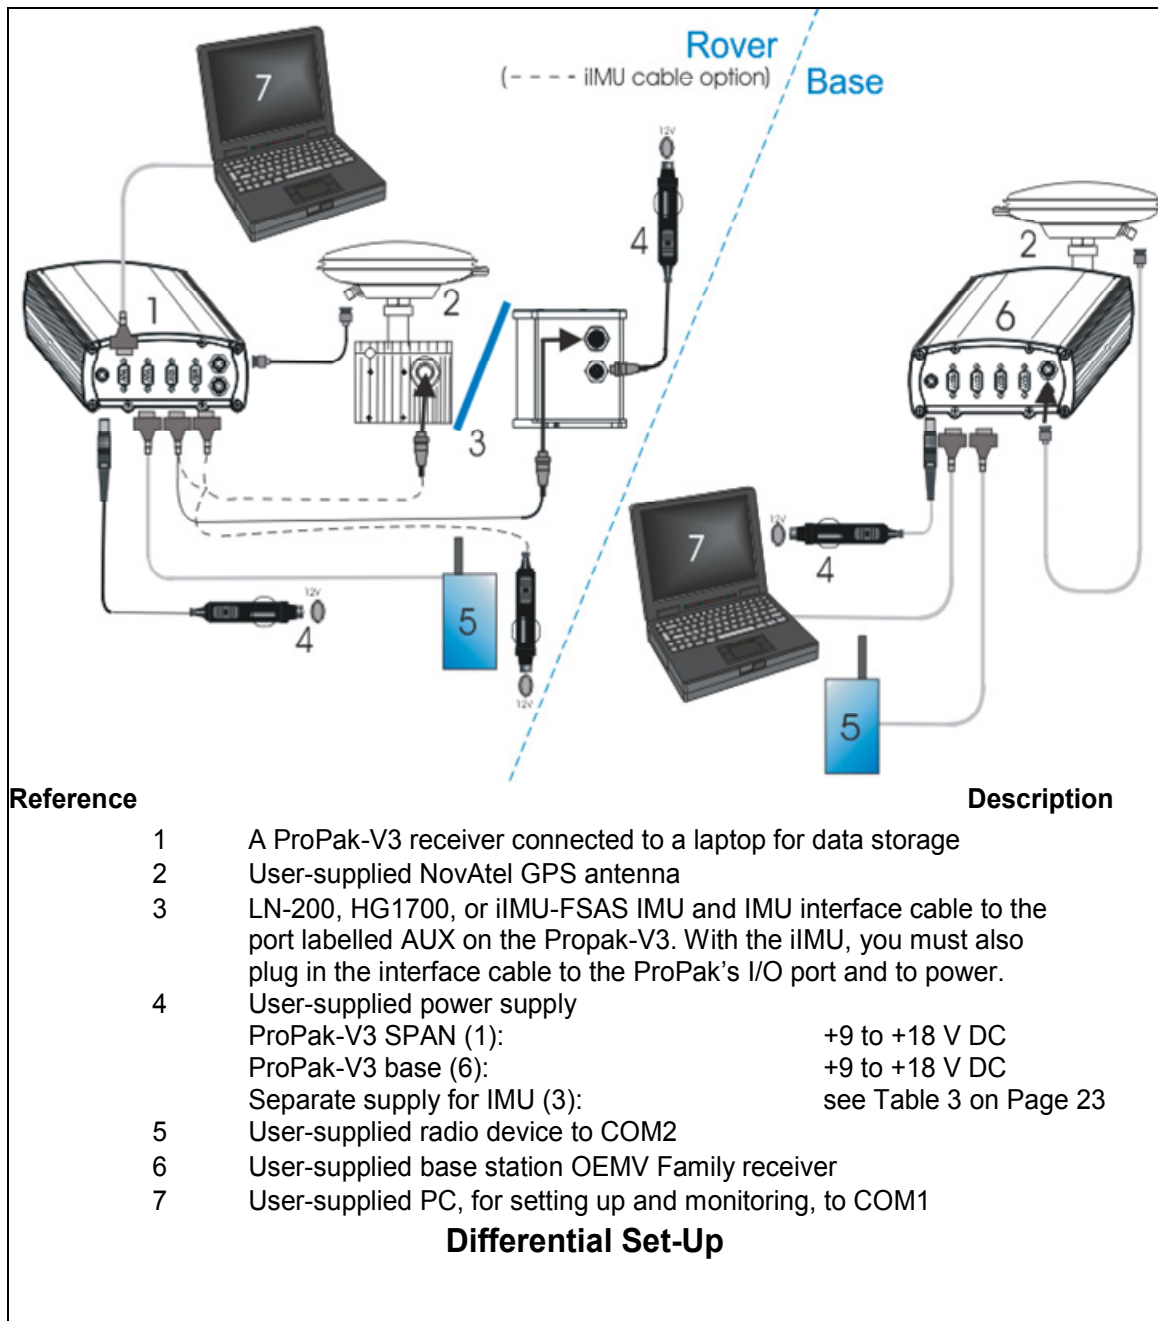 Rover
(- - - - iIMU cable option)
Base
7
12V
4
2
1
2
6
3
12V
4
5
12V
7
12V
4
5
Reference Description
1 A ProPak-V3 receiver connected to a laptop for data storage
2 User-supplied NovAtel GPS antenna
3 LN-200, HG1700, or iIMU-FSAS IMU and IMU interface cable to the
port labelled AUX on the Propak-V3. With the iIMU, you must also
plug in the interface cable to the ProPak’s I/O port and to power.
4 User-supplied power supply
ProPak-V3 SPAN (1): +9 to +18 V DC
ProPak-V3 base (6): +9 to +18 V DC
Separate supply for IMU (3): see Table 3 on Page 23
5 User-supplied radio device to COM2
6 User-supplied base station OEMV Family receiver
7 User-supplied PC, for setting up and monitoring, to COM1
Differential Set-Up